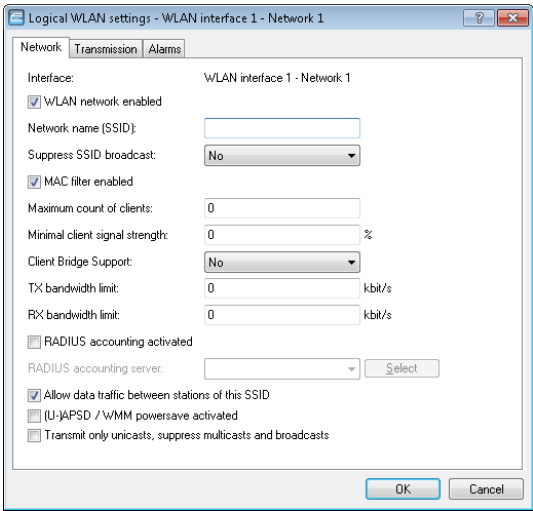 Logical WLAN settings - WLAN interface 1 - Network 1
Network Transmission Alarms
Interface: WLAN interface 1 - Network 1
WLAN network enabled
Network name (SSID):
Suppress SSID broadcast: No
MAC filter enabled
Maximum count of clients: 0
Minimal client signal strength: 0 %
Client Bridge Support: No
TX bandwidth limit: 0 kbit/s
RX bandwidth limit: 0 kbit/s
RADIUS accounting activated
RADIUS accounting server: Select
Allow data traffic between stations of this SSID
(U-)APSD / WMM powersave activated
Transmit only unicasts, suppress multicasts and broadcasts
OK Cancel